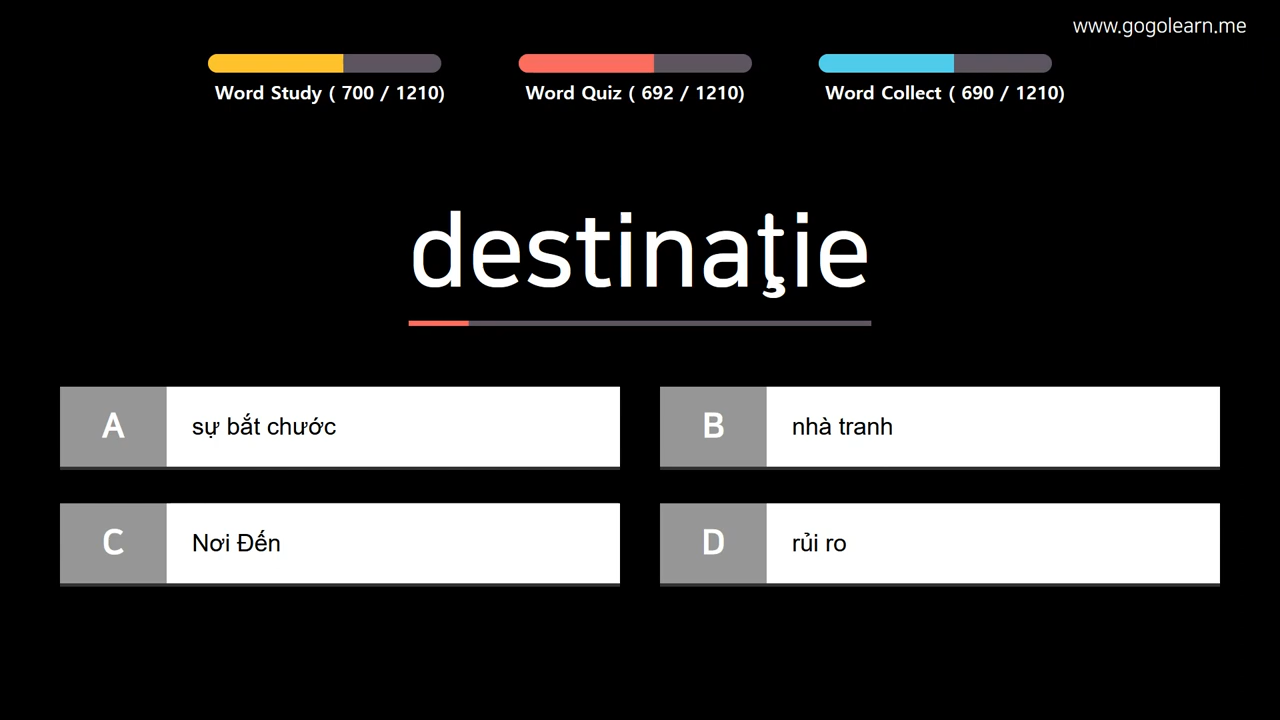 www.gogolearn.me
Word Study ( 700 / 1210)
Word Quiz ( 692 / 1210)
Word Collect ( 690 / 1210)
destinaţie
A
sự bắt chước
B
nhà tranh
C
Nơi Đến
D
rủi ro